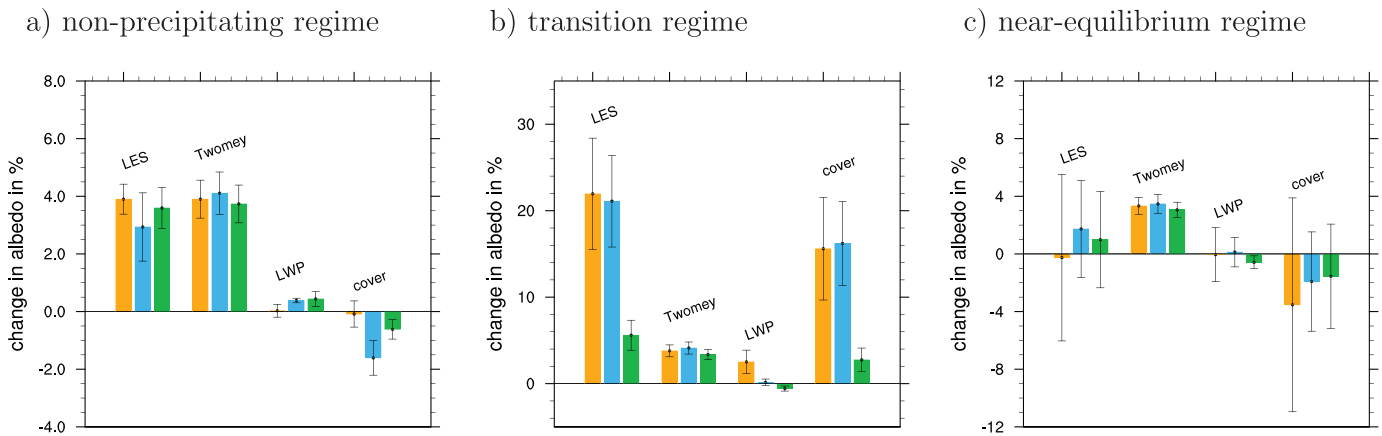 a) non-precipitating regime
b) transition regime
c) near-equilibrium regime
change in albedo in %
8.0
6.0
4.0
2.0
0.0
-2.0
-4.0
LES
Twomey
LWP
cover
change in albedo in %
30
20
10
0
LES
Twomey
LWP
cover
change in albedo in %
12
8
4
0
-4
-8
-12
LES
Twomey
LWP
cover